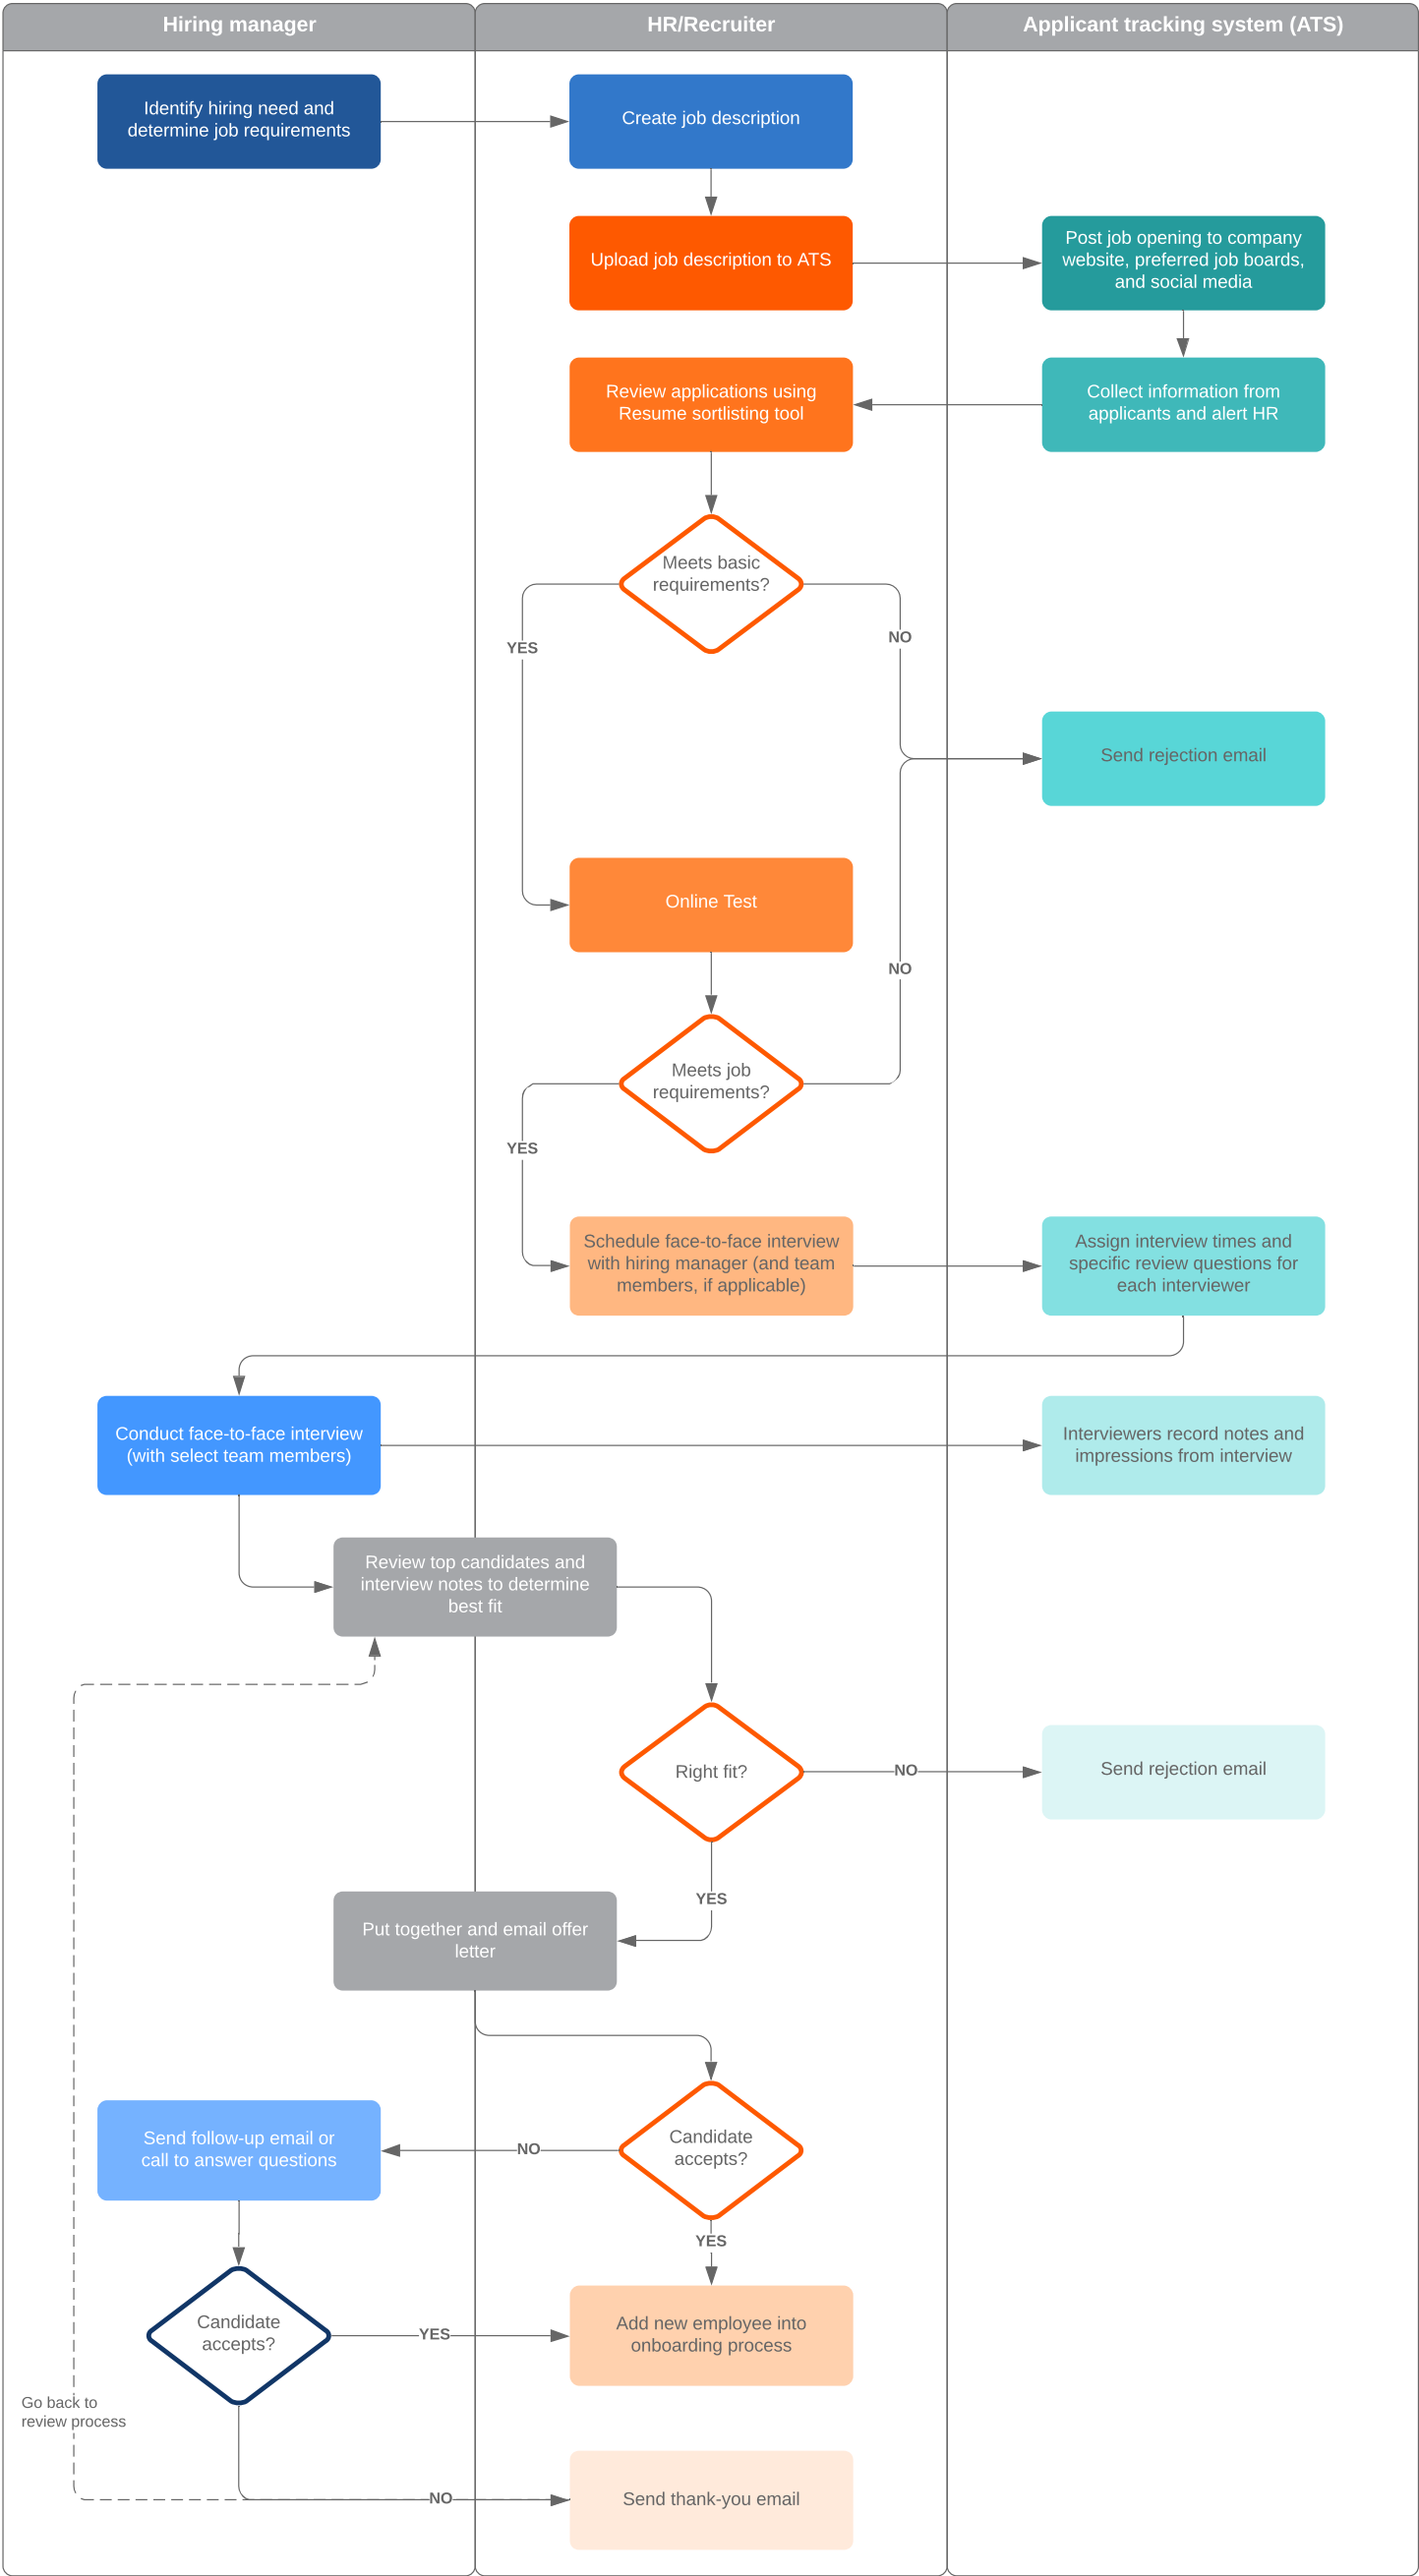 Hiring manager
HR/Recruiter
Applicant tracking system (ATS)
Identify hiring need and
determine job requirements
Create job description
Upload job description to ATS
Post job opening to company
website, preferred job boards,
and social media
Review applications using
Resume sortlisting tool
Collect information from
applicants and alert HR
Meets basic
requirements?
YES
NO
Send rejection email
Online Test
NO
Meets job
requirements?
YES
Schedule face-to-face interview
with hiring manager (and team
members, if applicable)
Assign interview times and
specific review questions for
each interviewer
Conduct face-to-face interview
(with select team members)
Interviewers record notes and
impressions from interview
Review top candidates and
interview notes to determine
best fit
Right fit?
NO
Send rejection email
YES
Put together and email offer
letter
Send follow-up email or
call to answer questions
NO
Candidate
accepts?
YES
Candidate
accepts?
YES
Add new employee into
onboarding process
Go back to
review process
NO
Send thank-you email